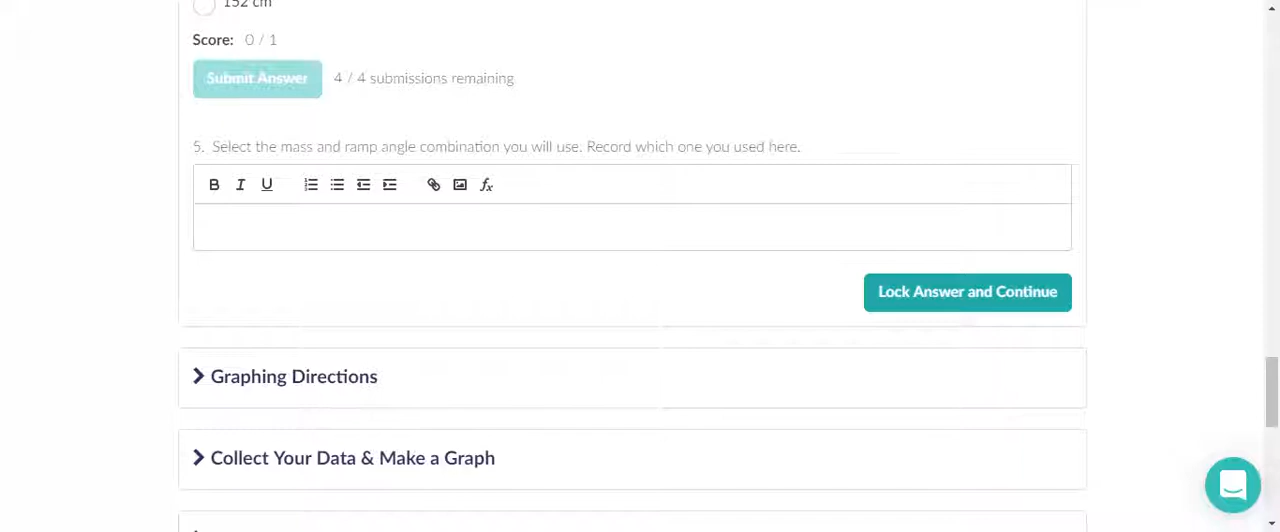 152 cm
Score: 0 / 1
Submit Answer 4 / 4 submissions remaining
5. Select the mass and ramp angle combination you will use. Record which one you used here.
B I U fx
Lock Answer and Continue
Graphing Directions
Collect Your Data & Make a Graph